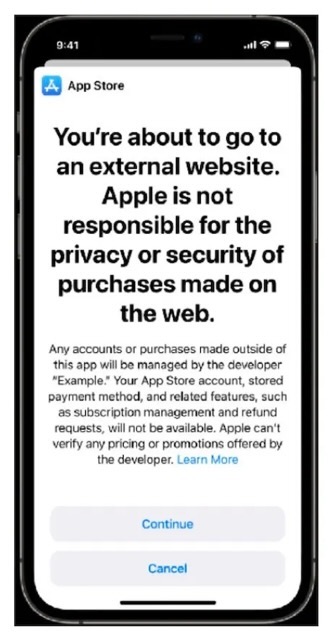 9:41
App Store
You're about to go to
an external website.
Apple is not
responsible for the
privacy or security of
purchases made on
the web.
Any accounts or purchases made outside of
this app will be managed by the developer
"Example." Your App Store account, stored
payment method, and related features, such
as subscription management and refund
requests, will not be available. Apple can't
verify any pricing or promotions offered by
the developer. Learn More
Continue
Cancel